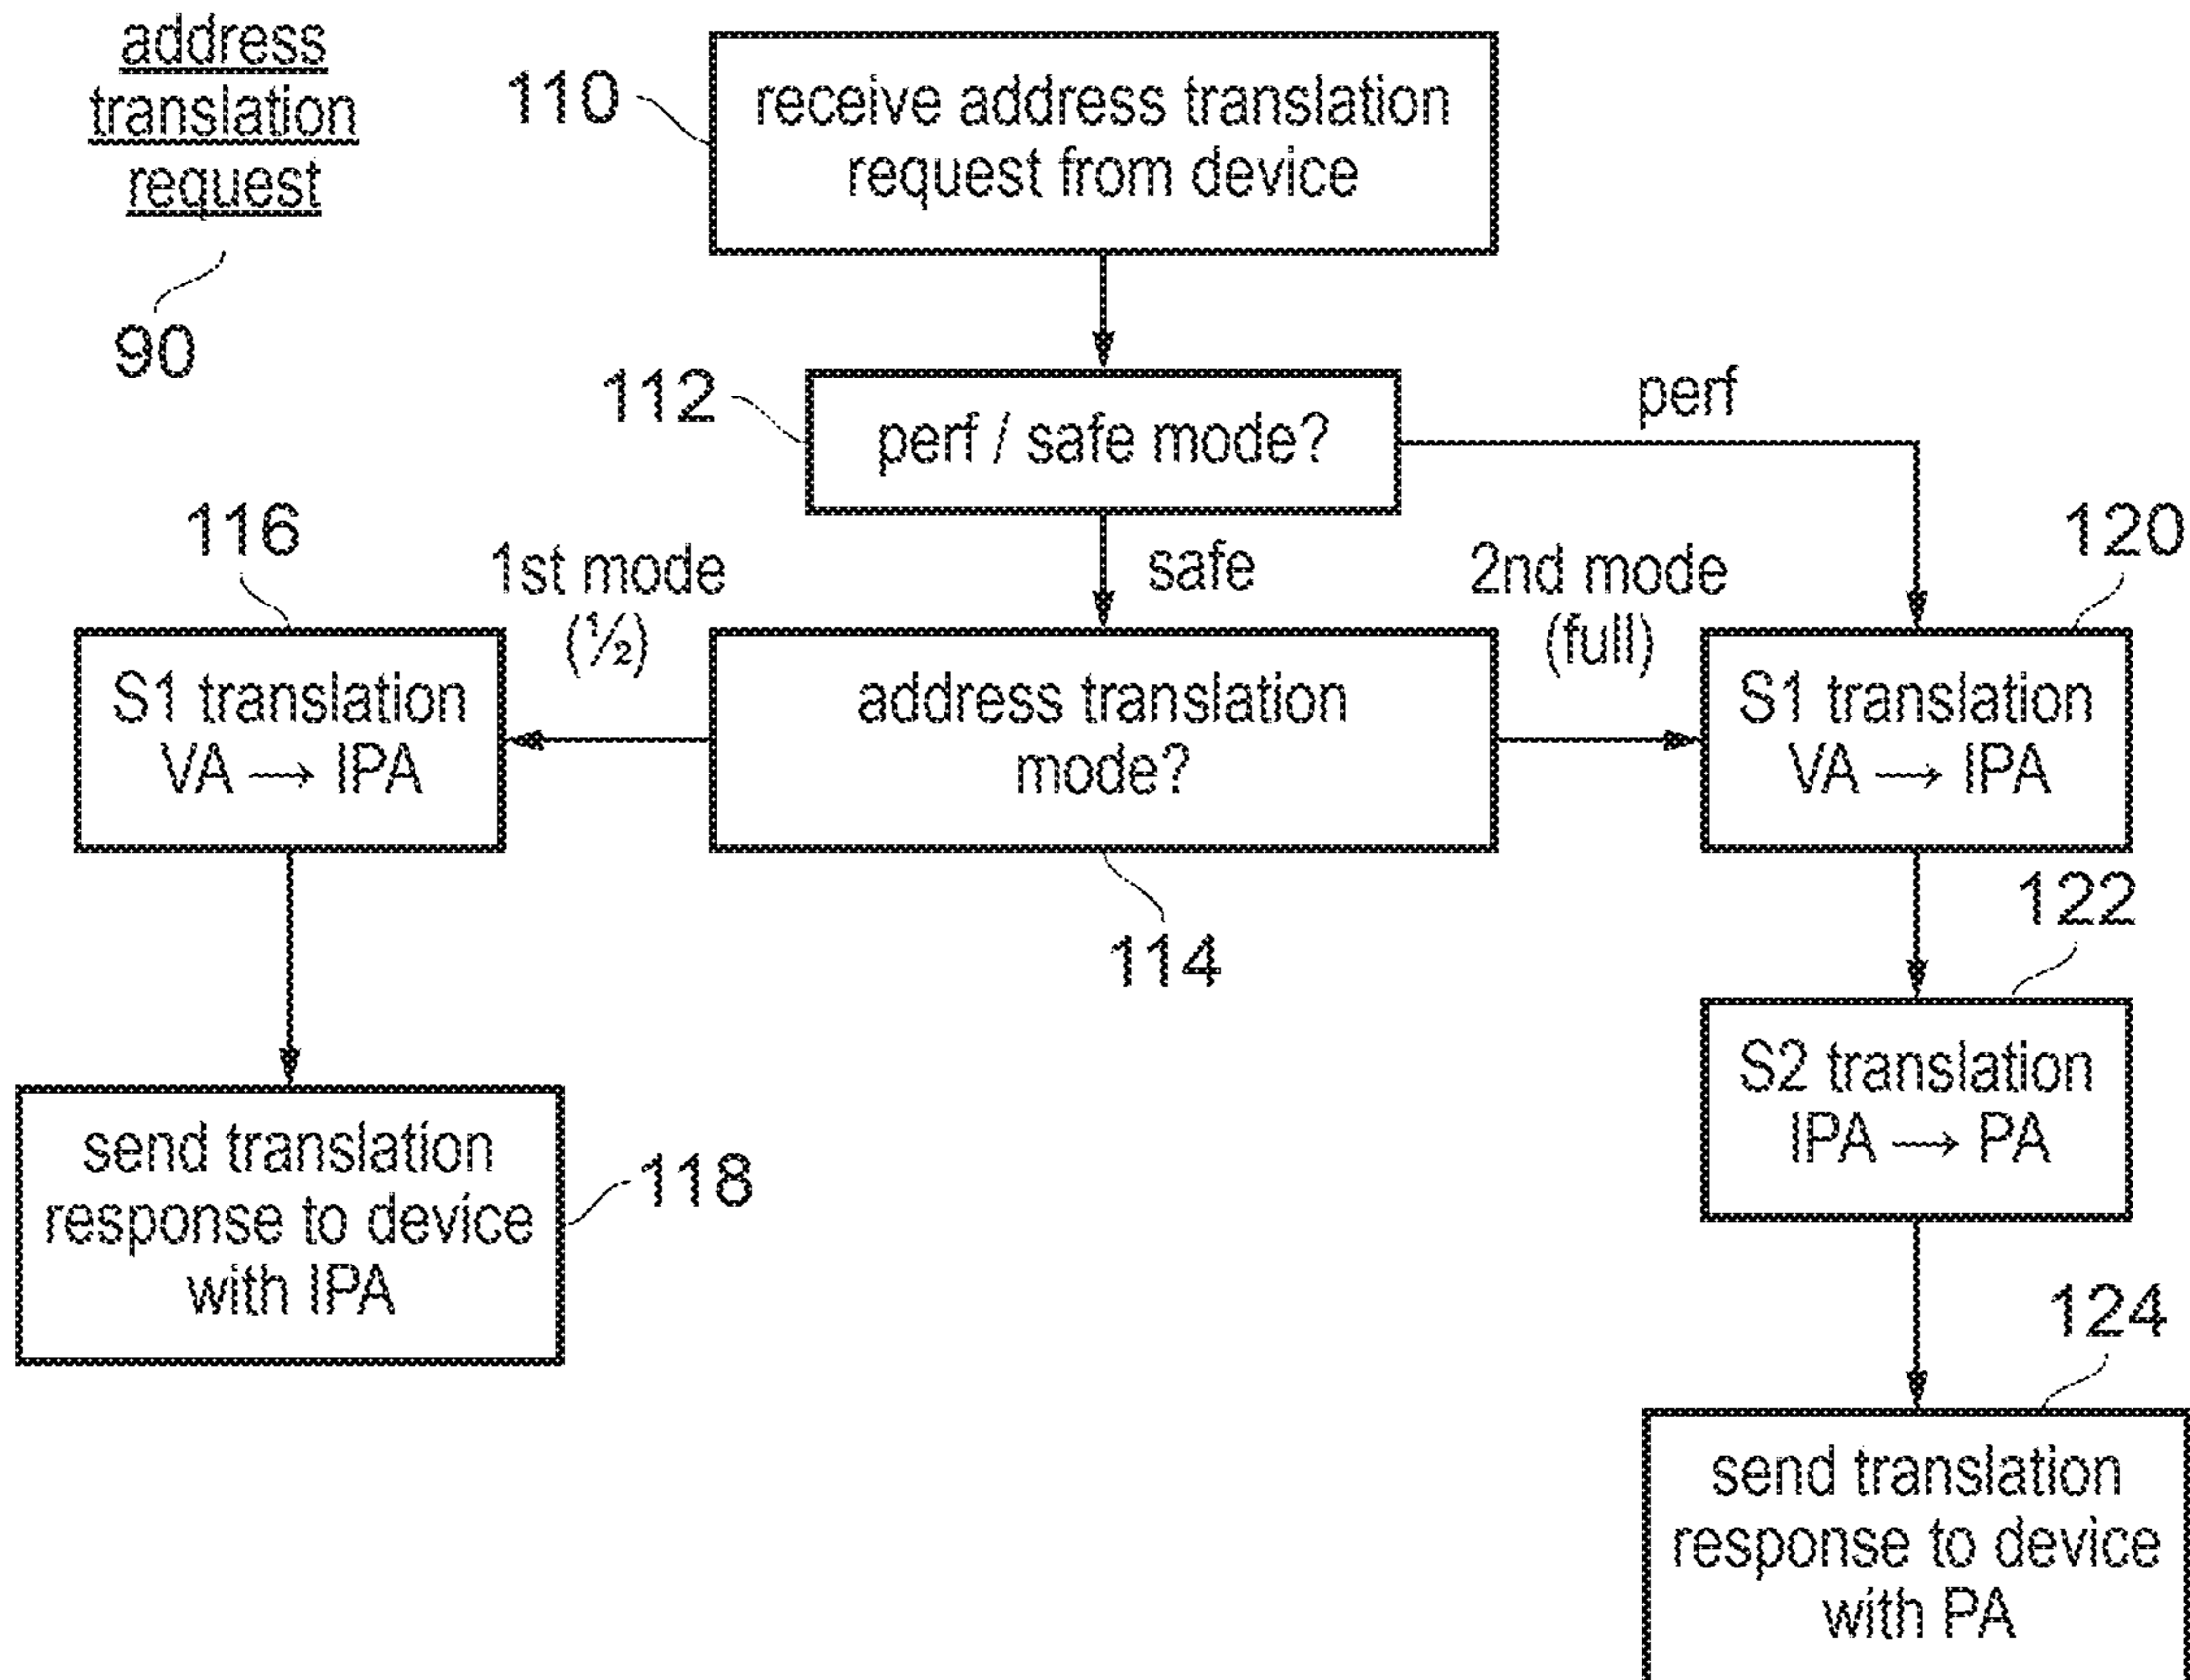 address
translation
request
90
110
receive address translation
request from device
112
perf / safe mode?
perf
safe
116
1st mode
(½)
2nd mode
(full)
120
S1 translation
VA → IPA
address translation
mode?
S1 translation
VA → IPA
114
122
S2 translation
IPA → PA
send translation
response to device
with IPA
118
124
send translation
response to device
with PA